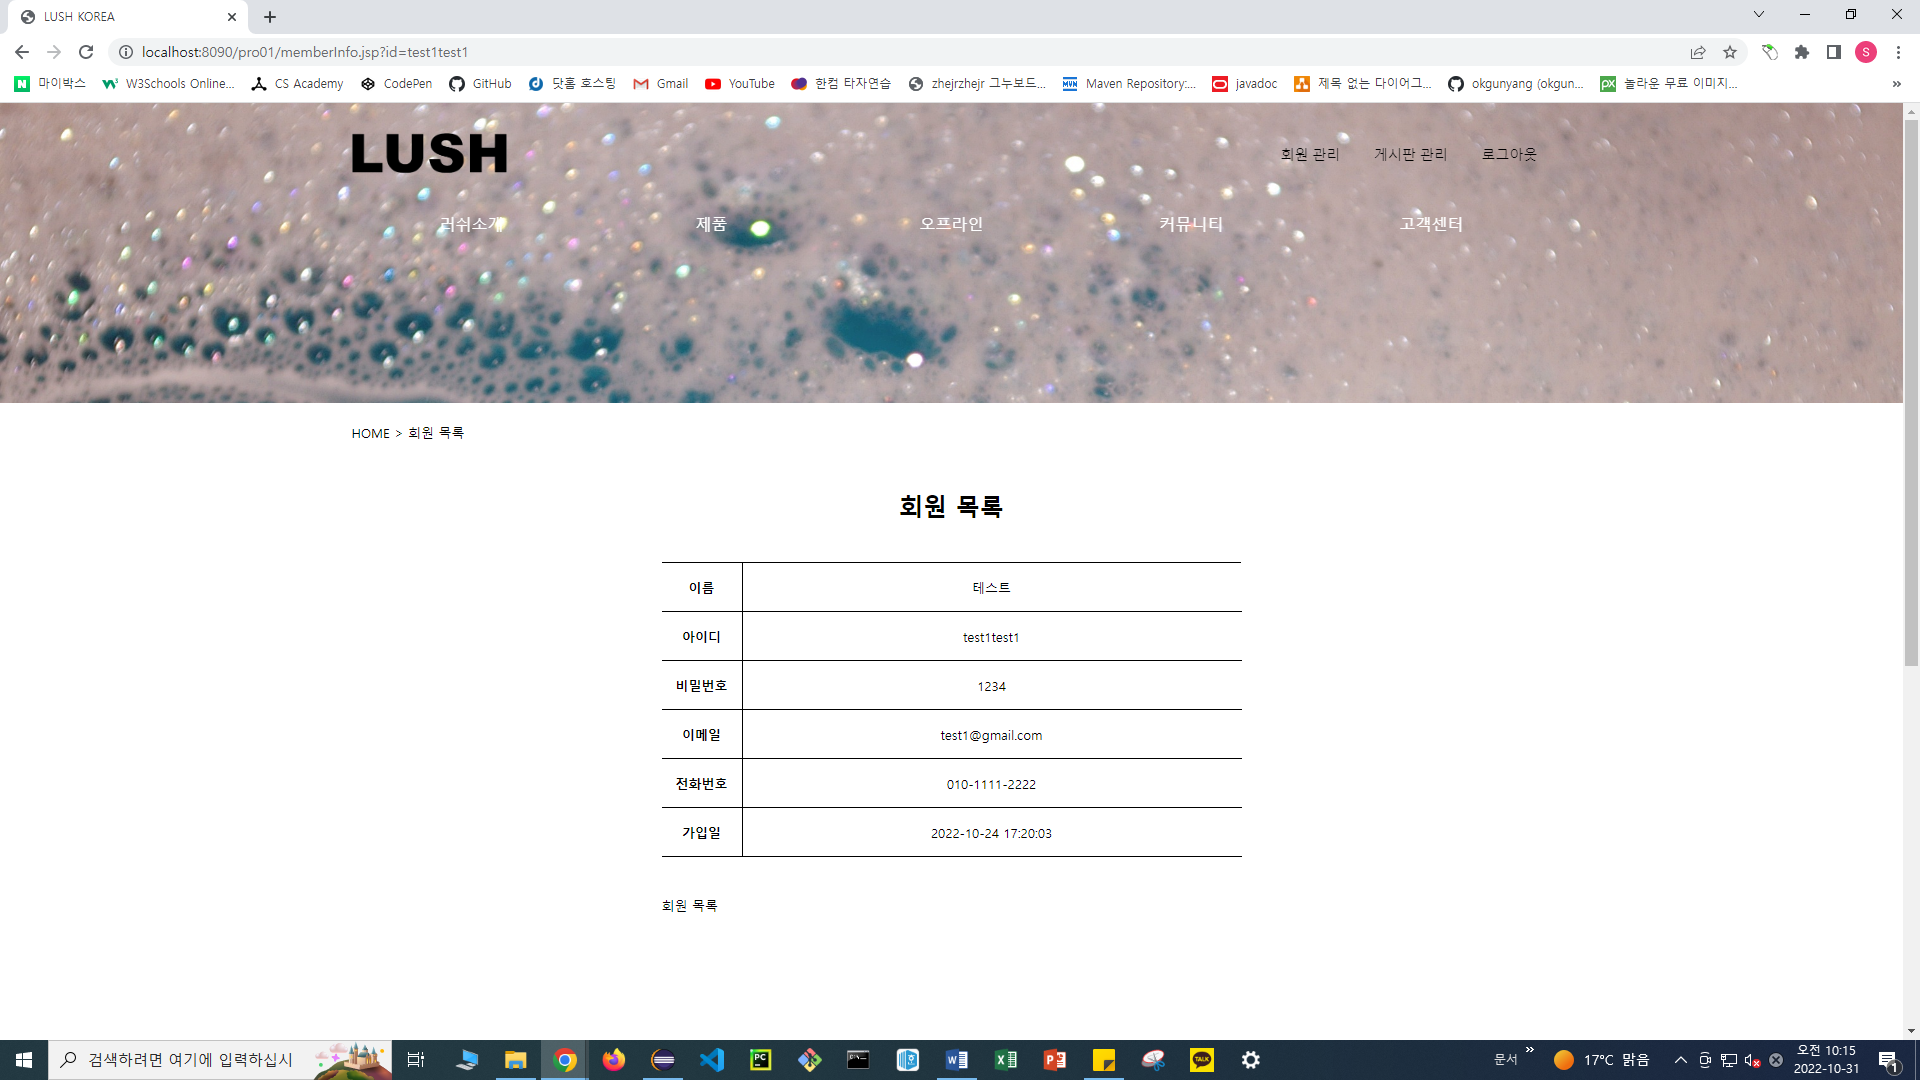 LUSH KOREA
localhost:8090/pro01/memberInfo.jsp?id=test1test1
S
마이박스 W3Schools Online... CS Academy CodePen GitHub 닷홈 호스팅 Gmail YouTube 한컴 타자연습 zhejrzhejr 그누보드... Maven Repository:... javadoc 제목 없는 다이어그... okgunyang (okgun... 놀라운 무료 이미지... »
LUSH
회원 관리 게시판 관리 로그아웃
러쉬소개 제품 오프라인 커뮤니티 고객센터
HOME > 회원 목록
회원 목록
이름 테스트
아이디 test1test1
비밀번호 1234
이메일 test1@gmail.com
전화번호 010-1111-2222
가입일 2022-10-24 17:20:03
회원 목록
검색하려면 여기에 입력하십시
문서 » 17°C 맑음 오전 10:15
2022-10-31
1